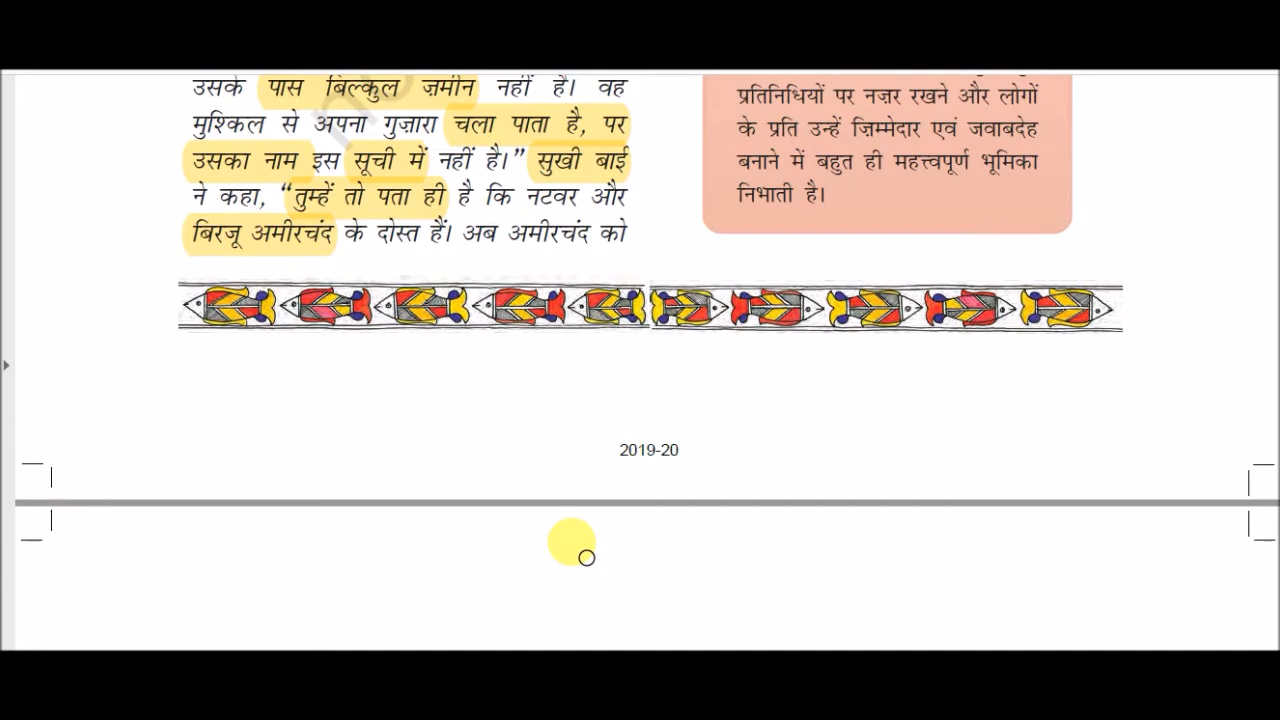 उसके पास बिल्कुल ज़मीन नहीं है। वह
मुश्किल से अपना गुज़ारा चला पाता है, पर
उसका नाम इस सूची में नहीं है।” सुखी बाई
ने कहा, “तुम्हें तो पता ही है कि नटवर और
बिरजू अमीरचंद के दोस्त हैं। अब अमीरचंद को
प्रतिनिधियों पर नज़र रखने और लोगों
के प्रति उन्हें ज़िम्मेदार एवं जवाबदेह
बनाने में बहुत ही महत्त्वपूर्ण भूमिका
निभाती है।
2019-20